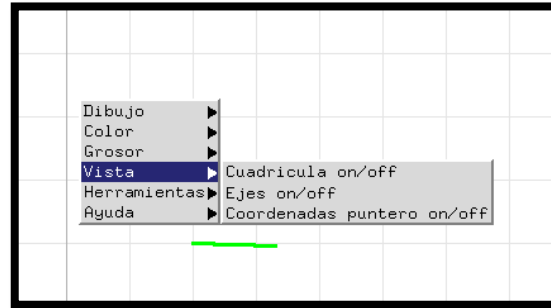 Dibujo
Color
Grosor
Vista
Herramientas
Ayuda
Cuadricula on/off
Ejes on/off
Coordenadas puntero on/off